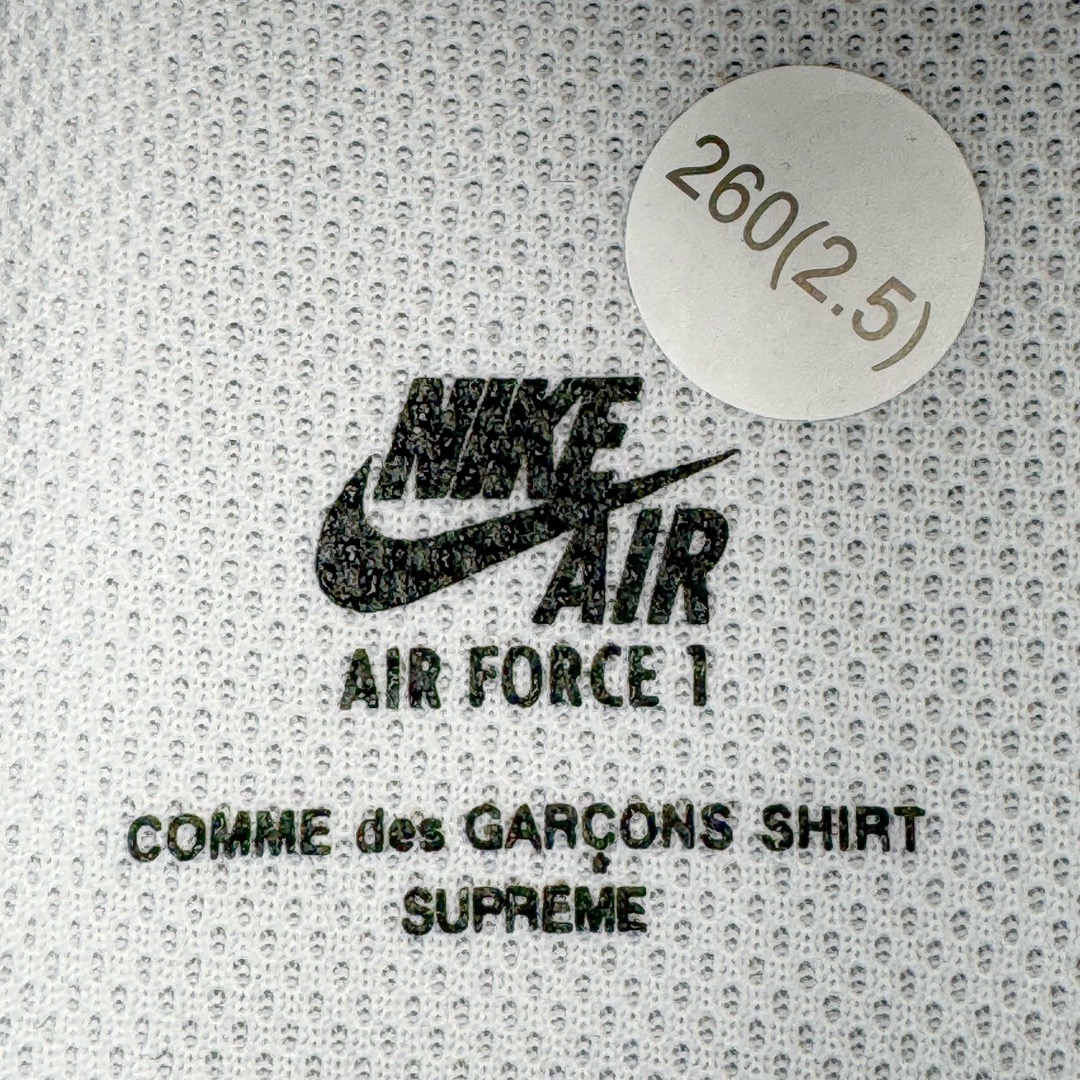 260(2.5)
NIKE
AIR
AIR FORCE 1
COMME des GARÇONS SHIRT
SUPREME